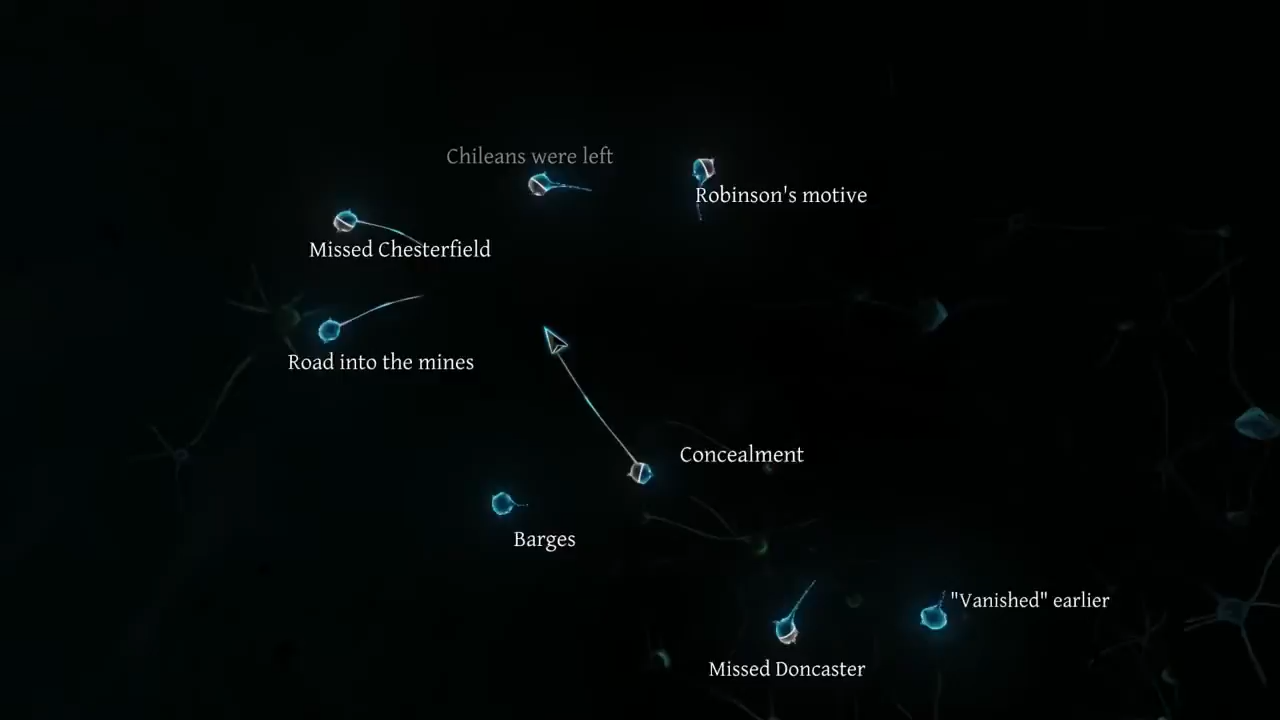 Chileans were left
Robinson's motive
Missed Chesterfield
Road into the mines
Concealment
Barges
"Vanished" earlier
Missed Doncaster